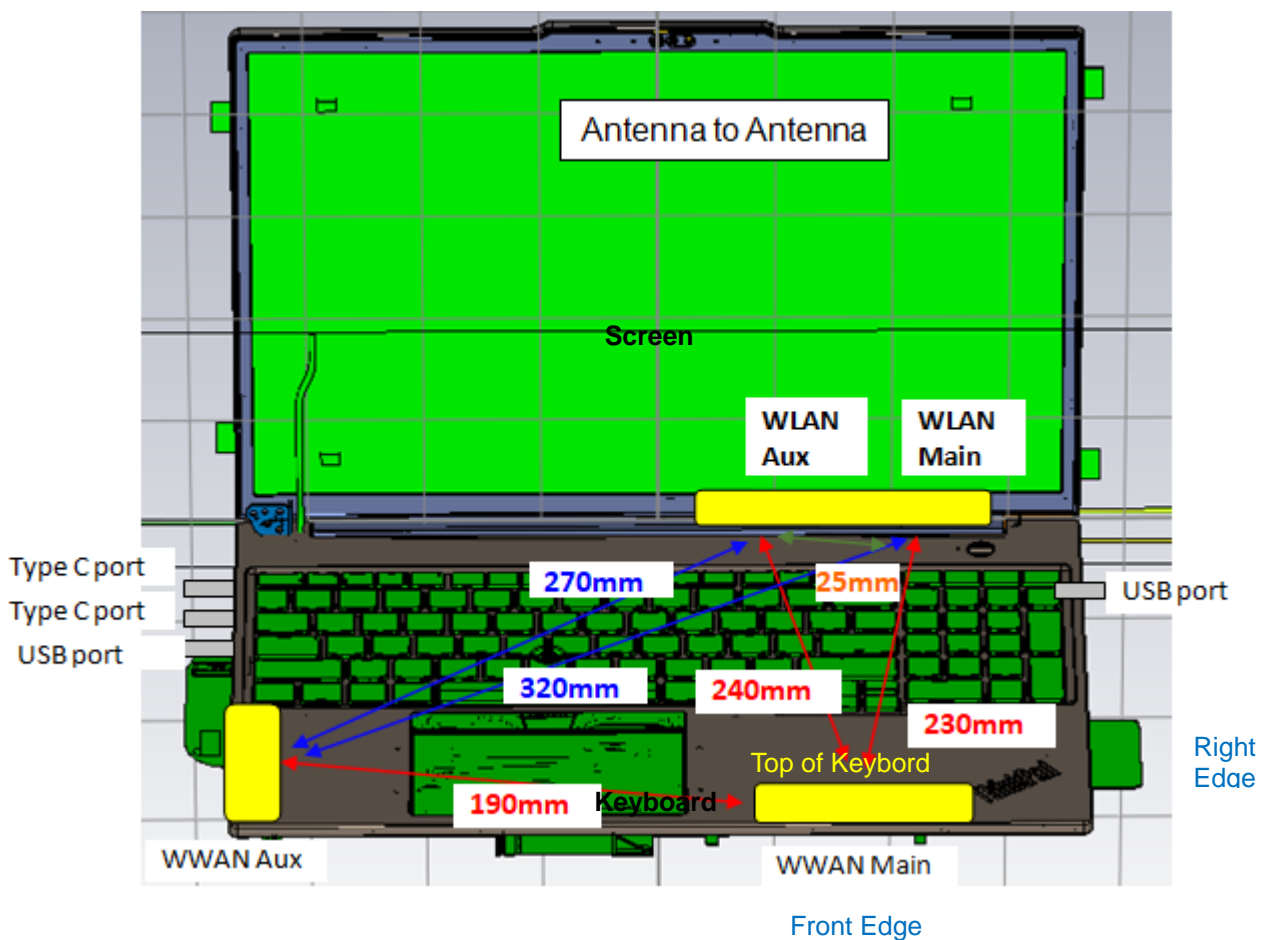 Antenna to Antenna
Screen
WLAN
Aux
WLAN
Main
Type C port
Type C port
USB port
270mm
25mm
USB port
320mm
240mm
230mm
Top of Keybord
Right
Edge
190mm
Keyboard
WWAN Aux
WWAN Main
Front Edge